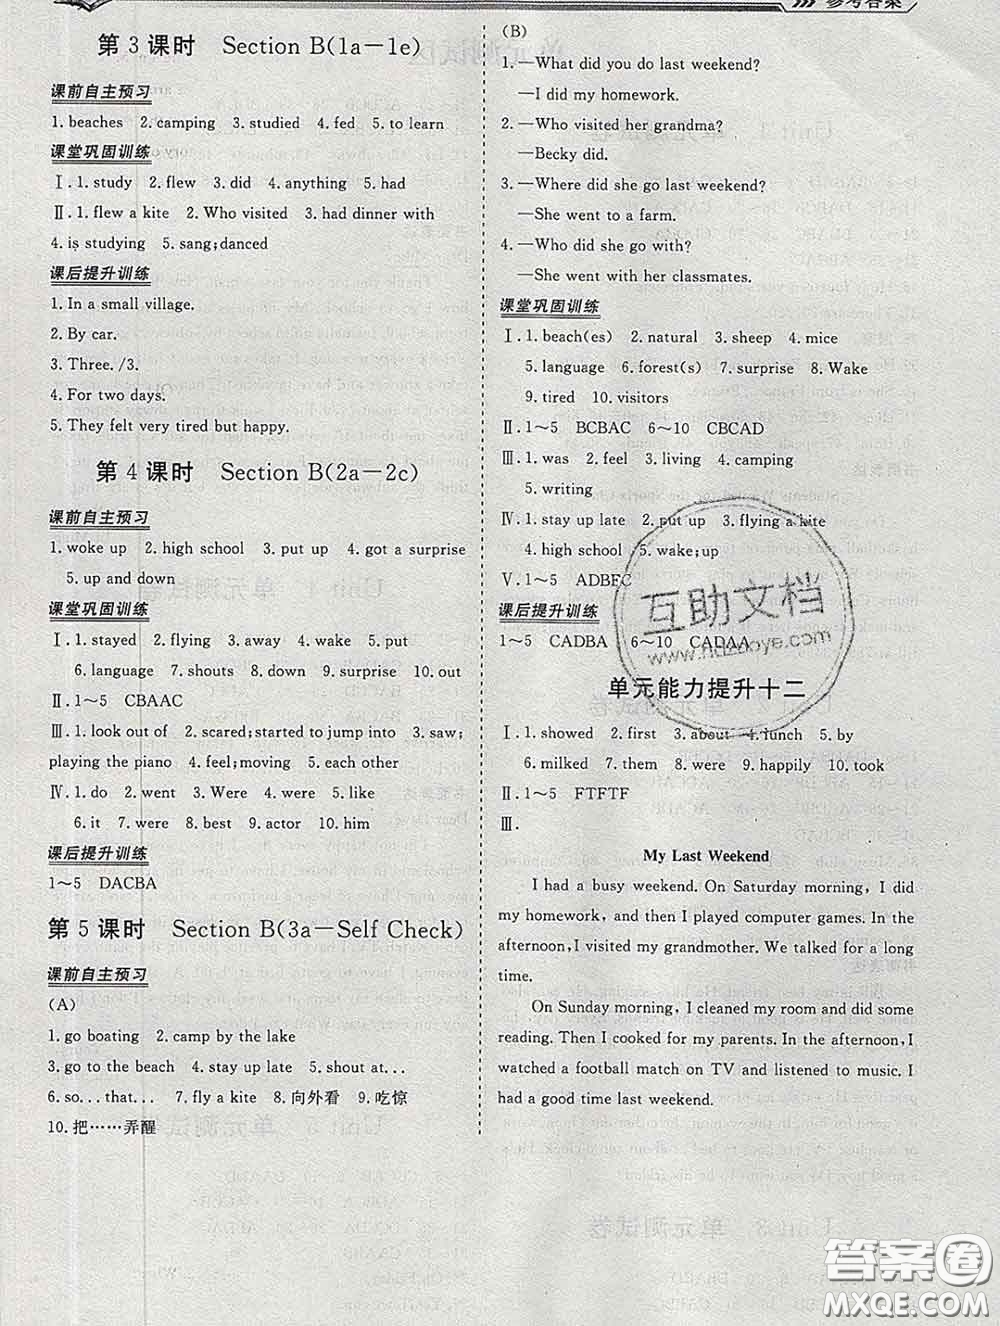 参考答案
第3课时 Section B(1a－1e)
课前自主预习
1. beaches 2. camping 3. studied 4. fed 5. to learn
课堂巩固训练
Ⅰ. 1. study 2. flew 3. did 4. anything 5. had
Ⅱ. 1. flew a kite 2. Who visited 3. had dinner with
4. is studying 5. sang;danced
课后提升训练
1. In a small village.
2. By car.
3. Three./3.
4. For two days.
5. They felt very tired but happy.
第4课时 Section B(2a－2c)
课前自主预习
1. woke up 2. high school 3. put up 4. got a surprise
5. up and down
课堂巩固训练
Ⅰ. 1. stayed 2. flying 3. away 4. wake 5. put
6. language 7. shouts 8. down 9. surprise 10. out
Ⅱ. 1～5 CBAAC
Ⅲ. 1. look out of 2. scared;started to jump into 3. saw;
playing the piano 4. feel;moving 5. each other
Ⅳ. 1. do 2. went 3. Were 4. were 5. like
6. it 7. were 8. best 9. actor 10. him
课后提升训练
1～5 DACBA
第5课时 Section B(3a－Self Check)
课前自主预习
(A)
1. go boating 2. camp by the lake
3. go to the beach 4. stay up late 5. shout at...
6. so... that... 7. fly a kite 8. 向外看 9. 吃惊
10. 把……弄醒
(B)
1. —What did you do last weekend?
—I did my homework.
2. —Who visited her grandma?
—Becky did.
3. —Where did she go last weekend?
—She went to a farm.
4. —Who did she go with?
—She went with her classmates.
课堂巩固训练
Ⅰ. 1. beach(es) 2. natural 3. sheep 4. mice
5. language 6. forest(s) 7. surprise 8. Wake
9. tired 10. visitors
Ⅱ. 1～5 BCBAC 6～10 CBCAD
Ⅲ. 1. was 2. feel 3. living 4. camping
5. writing
Ⅳ. 1. stay up late 2. put up 3. flying a kite
4. high school 5. wake;up
Ⅴ. 1～5 ADBEC
课后提升训练
1～5 CADBA 6～10 CADAA
单元能力提升十二
Ⅰ. 1. showed 2. first 3. about 4. lunch 5. by
6. milked 7. them 8. were 9. happily 10. took
Ⅱ. 1～5 FTFTF
Ⅲ.
My Last Weekend
I had a busy weekend. On Saturday morning, I did
my homework, and then I played computer games. In the
afternoon, I visited my grandmother. We talked for a long
time.
On Sunday morning, I cleaned my room and did some
reading. Then I cooked for my parents. In the afternoon, I
watched a football match on TV and listened to music. I
had a good time last weekend.
互助文档
答案圈
MXQE.COM